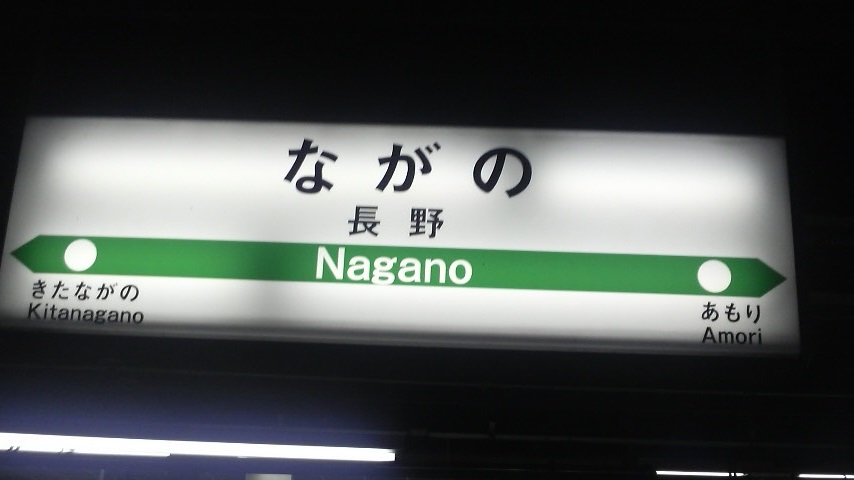 ながの
長野
Nagano
きたながの
Kitanagano
あもり
Amori